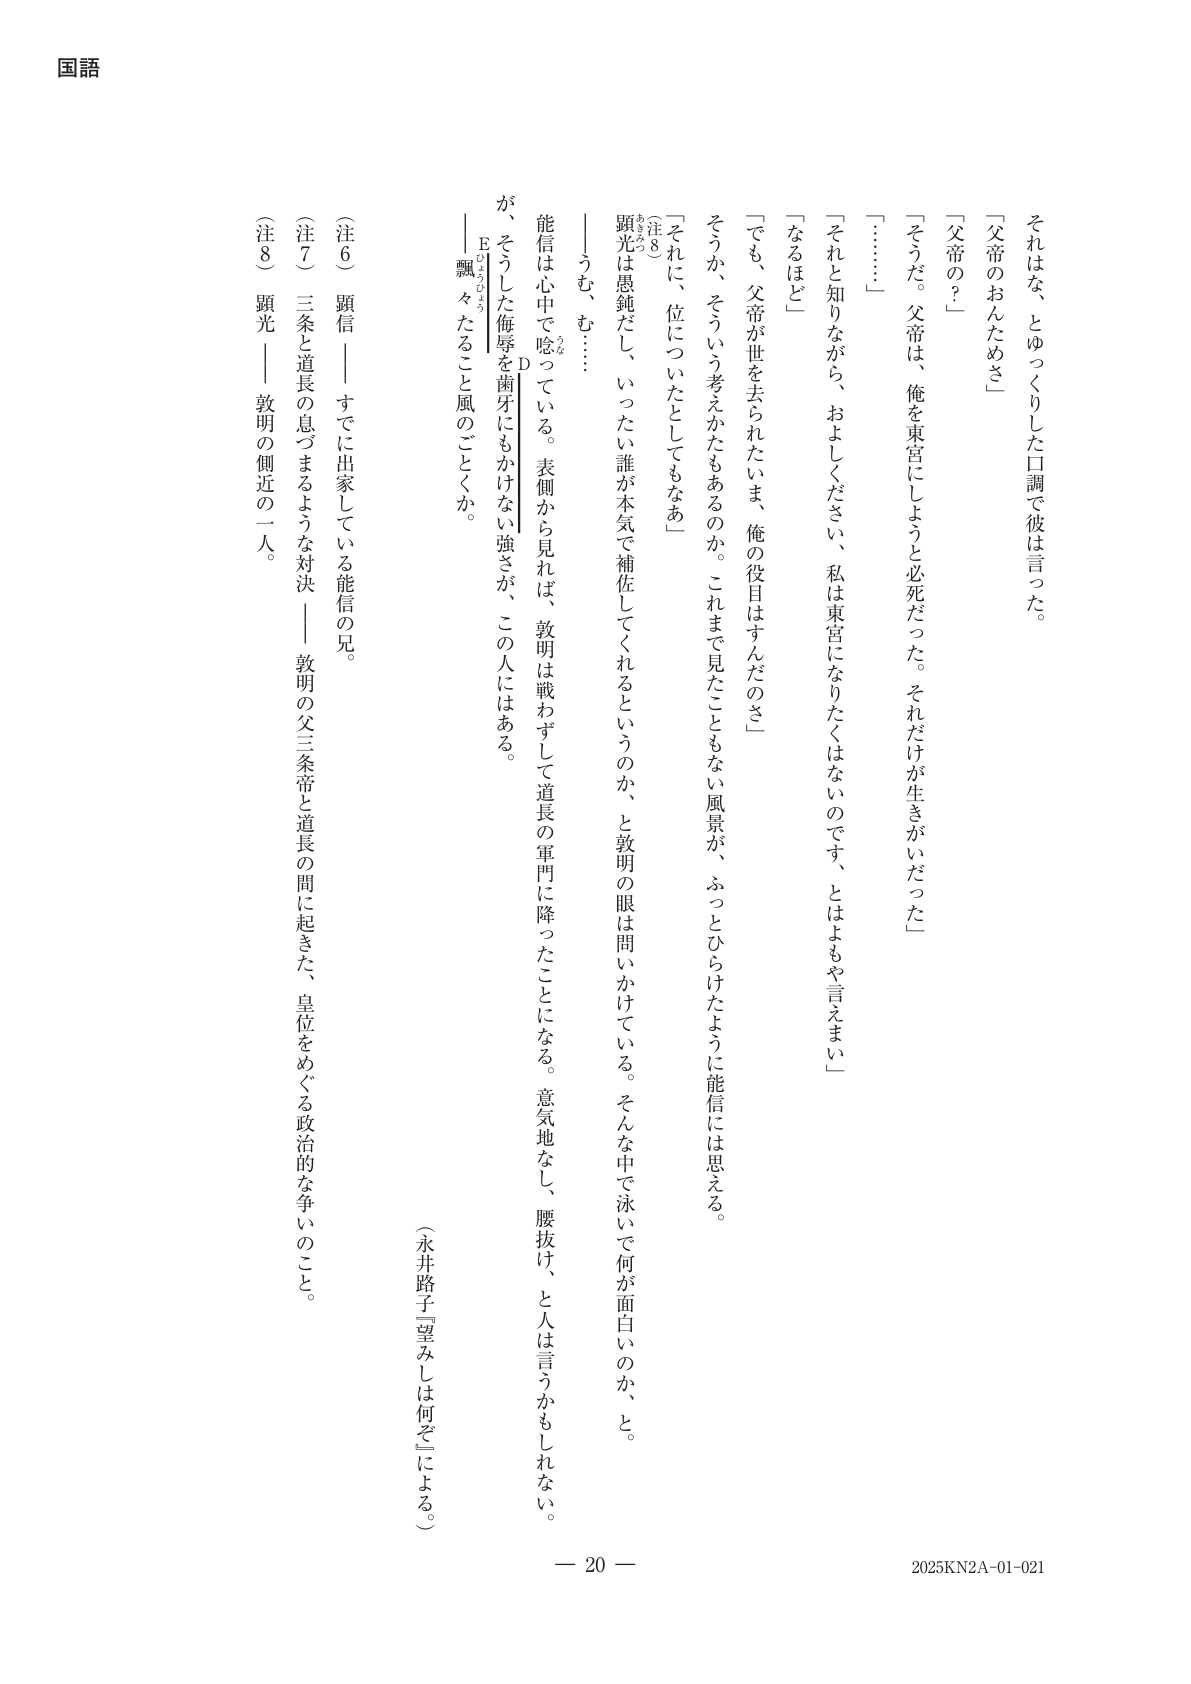 国語
それはな、とゆっくりした口調で彼は言った。
「父帝のおんためさ」
「父帝の？」
「そうだ。父帝は、俺を東宮にしようと必死だった。それだけが生きがいだった」
「………」
「それと知りながら、およしください、私は東宮になりたくはないのです、とはよもや言えまい」
「なるほど」
「でも、父帝が世を去られたいま、俺の役目はすんだのさ」
そうか、そういう考えかたもあるのか。これまで見たこともない風景が、ふっとひらけたように能信には思える。
「それに、位についたとしてもなあ」
（注８）
あきみつ
顕光は愚鈍だし、いったい誰が本気で補佐してくれるというのか、と敦明の眼は問いかけている。そんな中で泳いで何が面白いのか、と。
――うむ、む……
うな
能信は心中で唸っている。表側から見れば、敦明は戦わずして道長の軍門に降ったことになる。意気地なし、腰抜け、と人は言うかもしれない。
D
が、そうした侮辱を歯牙にもかけない強さが、この人にはある。
E
ひょうひょう
――飄々たること風のごとくか。
（永井路子『望みしは何ぞ』による。）
（注６）　顕信 ―― すでに出家している能信の兄。
（注７）　三条と道長の息づまるような対決 ―― 敦明の父三条帝と道長の間に起きた、皇位をめぐる政治的な争いのこと。
（注８）　顕光 ―― 敦明の側近の一人。
― 20 ―
2025KN2A-01-021